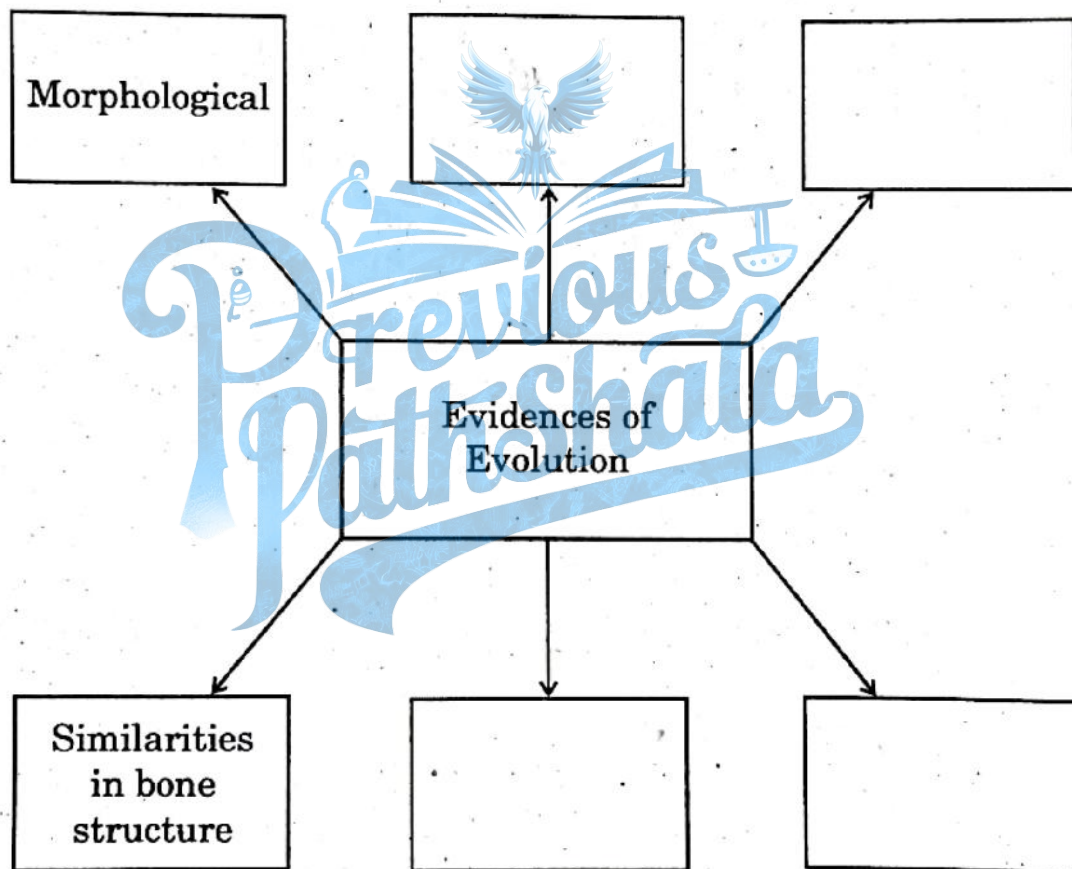 Morphological
Previous
Pathshala
Evidences of
Evolution
Similarities
in bone
structure